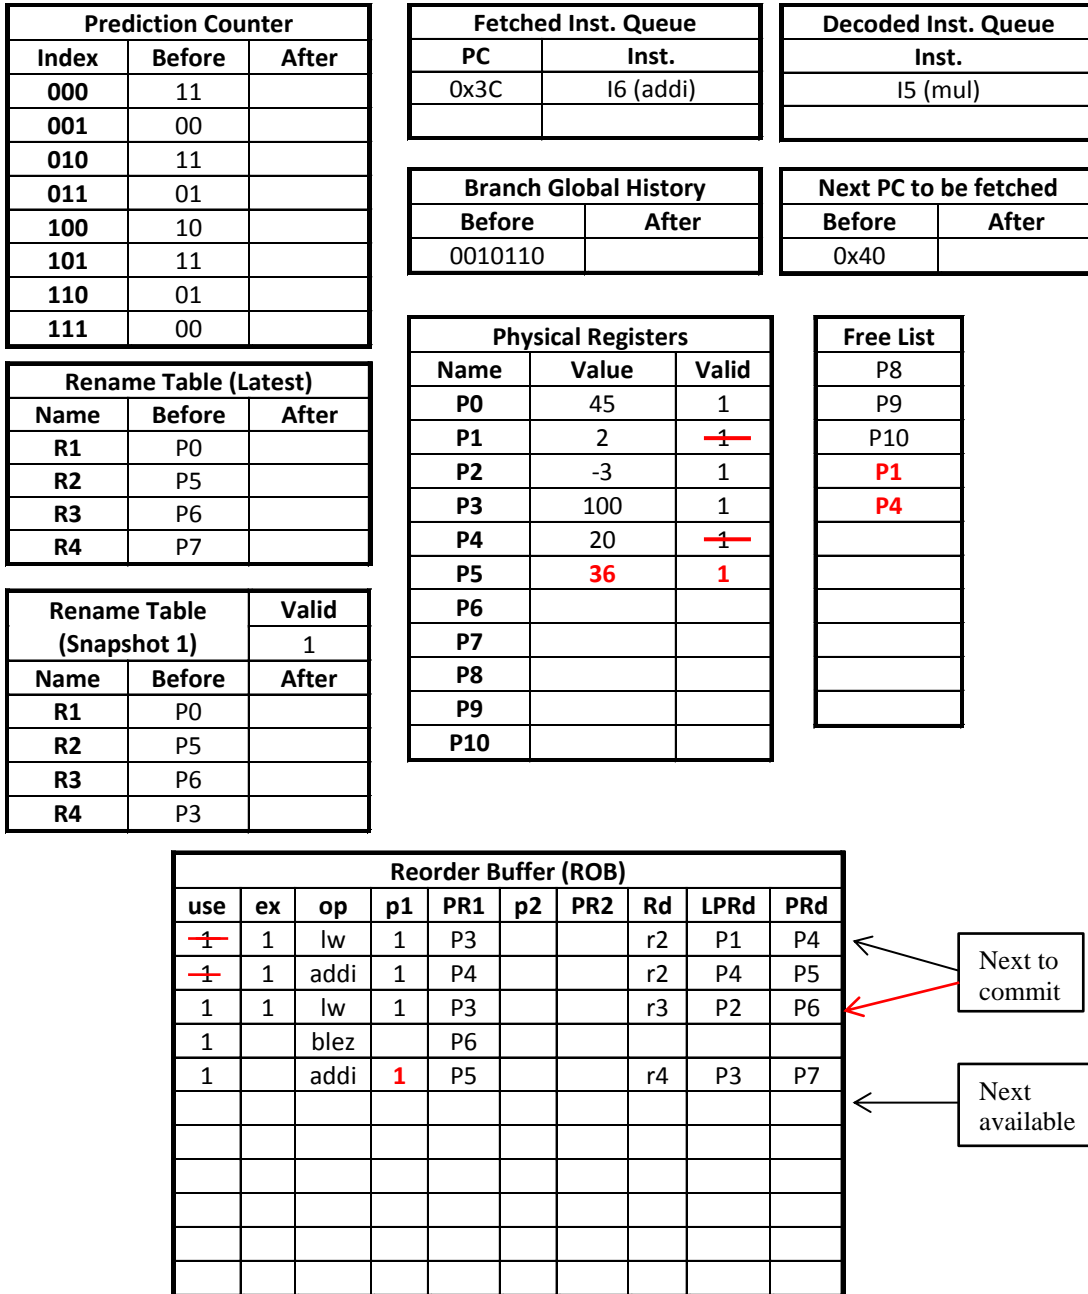 Prediction Counter
Index Before After
000 11
001 00
010 11
011 01
100 10
101 11
110 01
111 00
Fetched Inst. Queue
PC Inst.
0x3C I6 (addi)
Decoded Inst. Queue
Inst.
I5 (mul)
Branch Global History
Before After
0010110
Next PC to be fetched
Before After
0x40
Rename Table (Latest)
Name Before After
R1 P0
R2 P5
R3 P6
R4 P7
Rename Table Valid
(Snapshot 1) 1
Name Before After
R1 P0
R2 P5
R3 P6
R4 P3
Physical Registers
Name Value Valid
P0 45 1
P1 2 1
P2 -3 1
P3 100 1
P4 20 1
P5 36 1
P6
P7
P8
P9
P10
Free List
P8
P9
P10
P1
P4
Reorder Buffer (ROB)
use ex op p1 PR1 p2 PR2 Rd LPRd PRd
1 1 lw 1 P3 r2 P1 P4
1 1 addi 1 P4 r2 P4 P5
1 1 lw 1 P3 r3 P2 P6
1 blez P6
1 addi 1 P5 r4 P3 P7
Next to
commit
Next
available